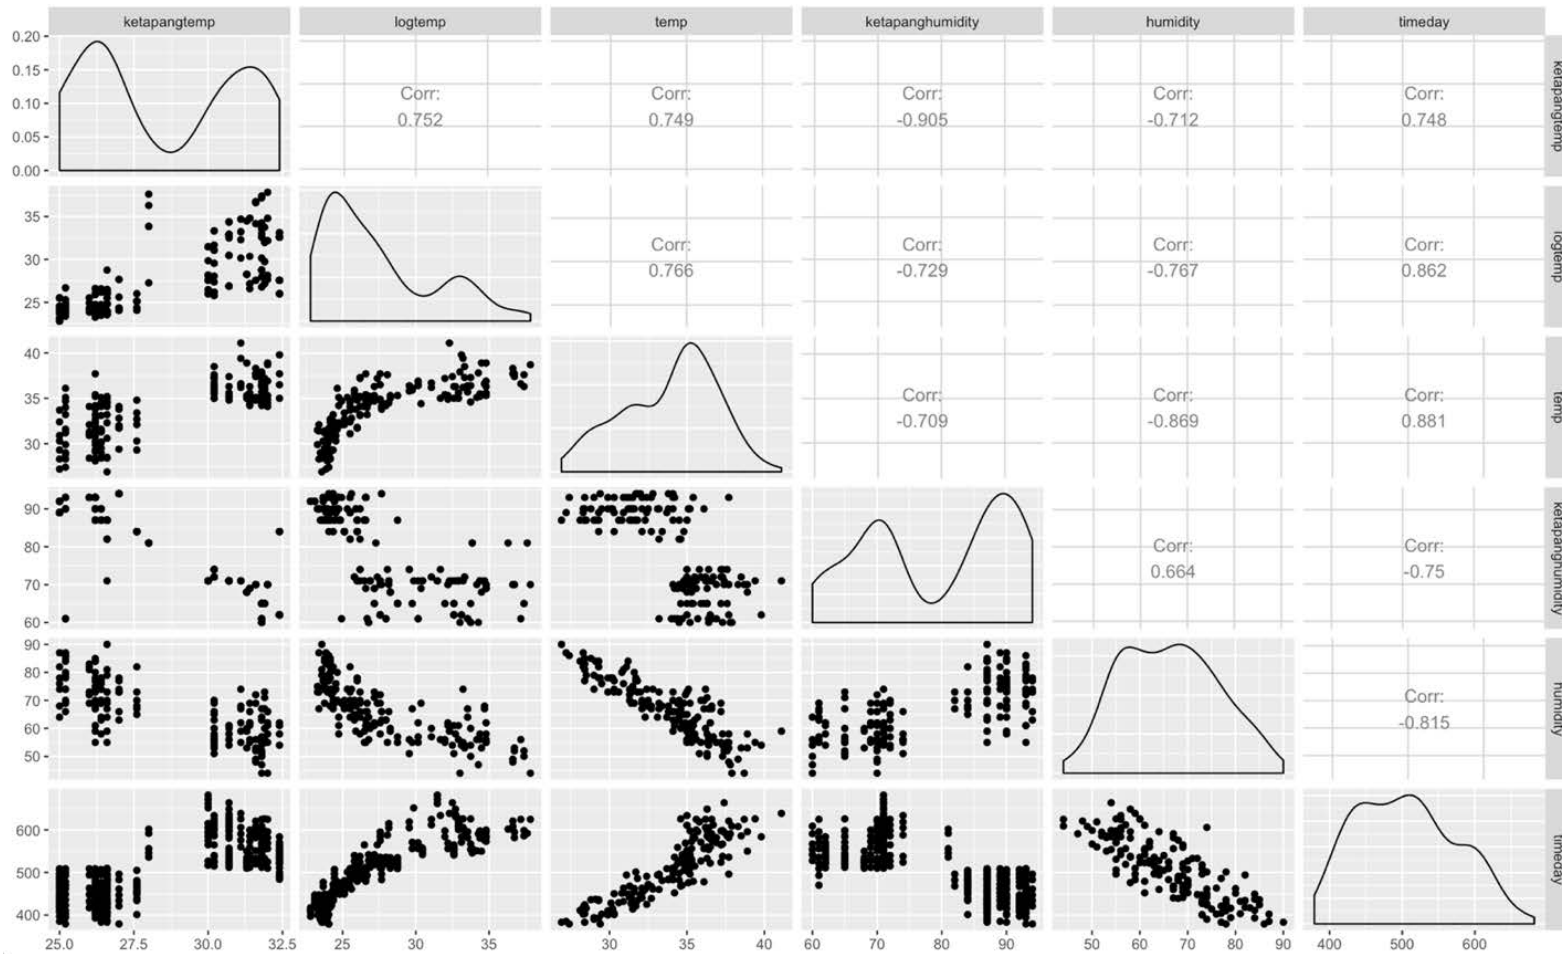 ketapangtemp logtemp temp ketapanghumidity humidity timeday
0.20
0.15
0.10
0.05
0.00
Corr:
0.752
Corr:
0.749
Corr:
-0.905
Corr:
-0.712
Corr:
0.748
ketapangtemp
35
30
25
Corr:
0.766
Corr:
-0.729
Corr:
-0.767
Corr:
0.862
logtemp
40
35
30
Corr:
-0.709
Corr:
-0.869
Corr:
0.881
temp
90
80
70
60
Corr:
0.664
Corr:
-0.75
ketapanghumidity
90
80
70
60
50
Corr:
-0.815
humidity
600
500
400
timeday
25.0 27.5 30.0 32.5 25 30 35 30 35 40 60 70 80 90 50 60 70 80 90 400 500 600